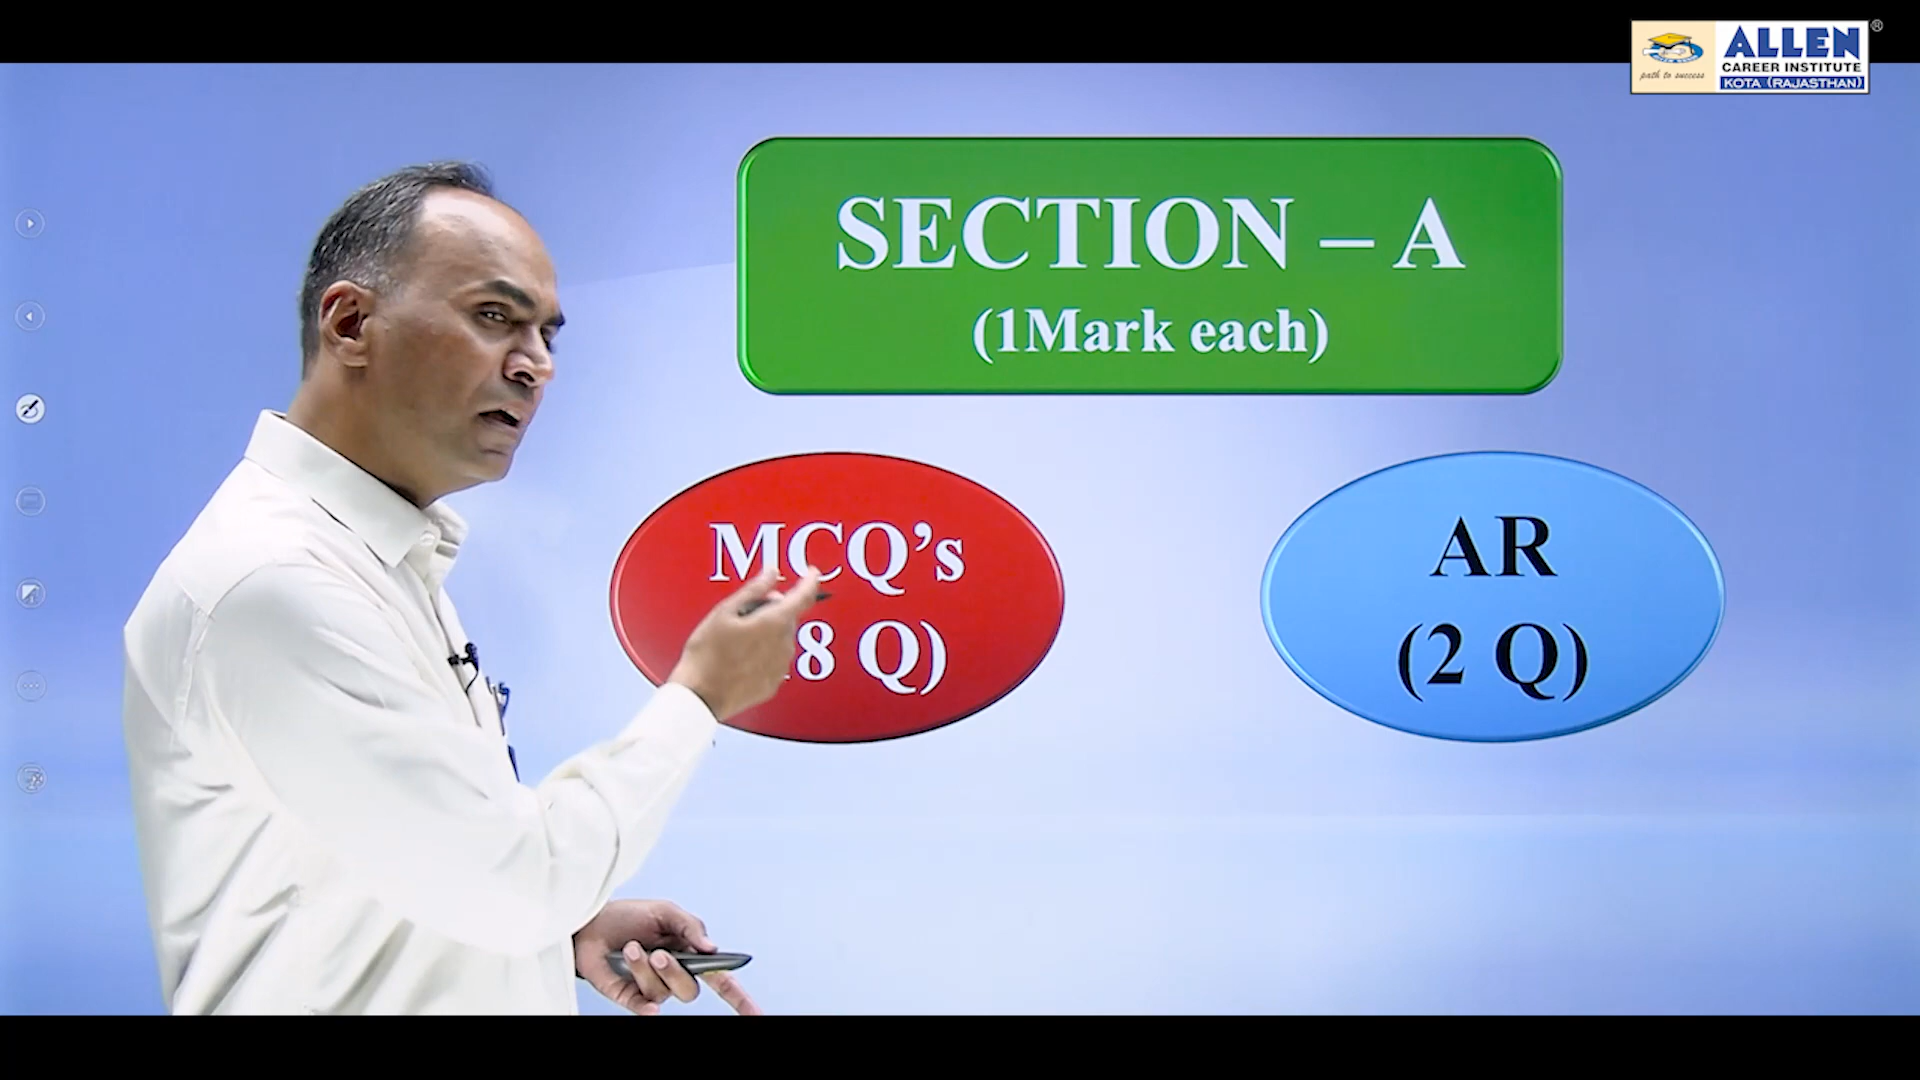 ALLEN
®
CAREER INSTITUTE
path to success
KOTA (RAJASTHAN)
SECTION – A
(1Mark each)
MCQ’s
8 Q)
AR
(2 Q)